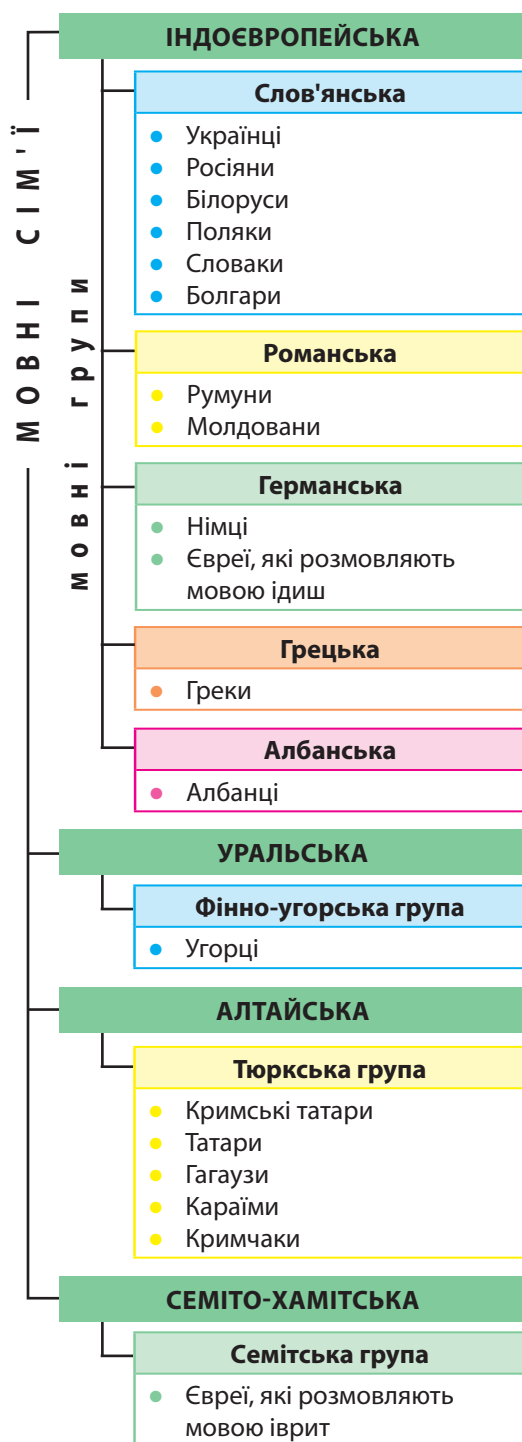 МОВНІ СІМ'Ї
мовні групи
ІНДОЄВРОПЕЙСЬКА
Слов'янська
Українці
Росіяни
Білоруси
Поляки
Словаки
Болгари
Романська
Румуни
Молдовани
Германська
Німці
Євреї, які розмовляють
мовою ідиш
Грецька
Греки
Албанська
Албанці
УРАЛЬСЬКА
Фінно-угорська група
Угорці
АЛТАЙСЬКА
Тюркська група
Кримські татари
Татари
Гагаузи
Караїми
Кримчаки
СЕМІТО-ХАМІТСЬКА
Семітська група
Євреї, які розмовляють
мовою іврит